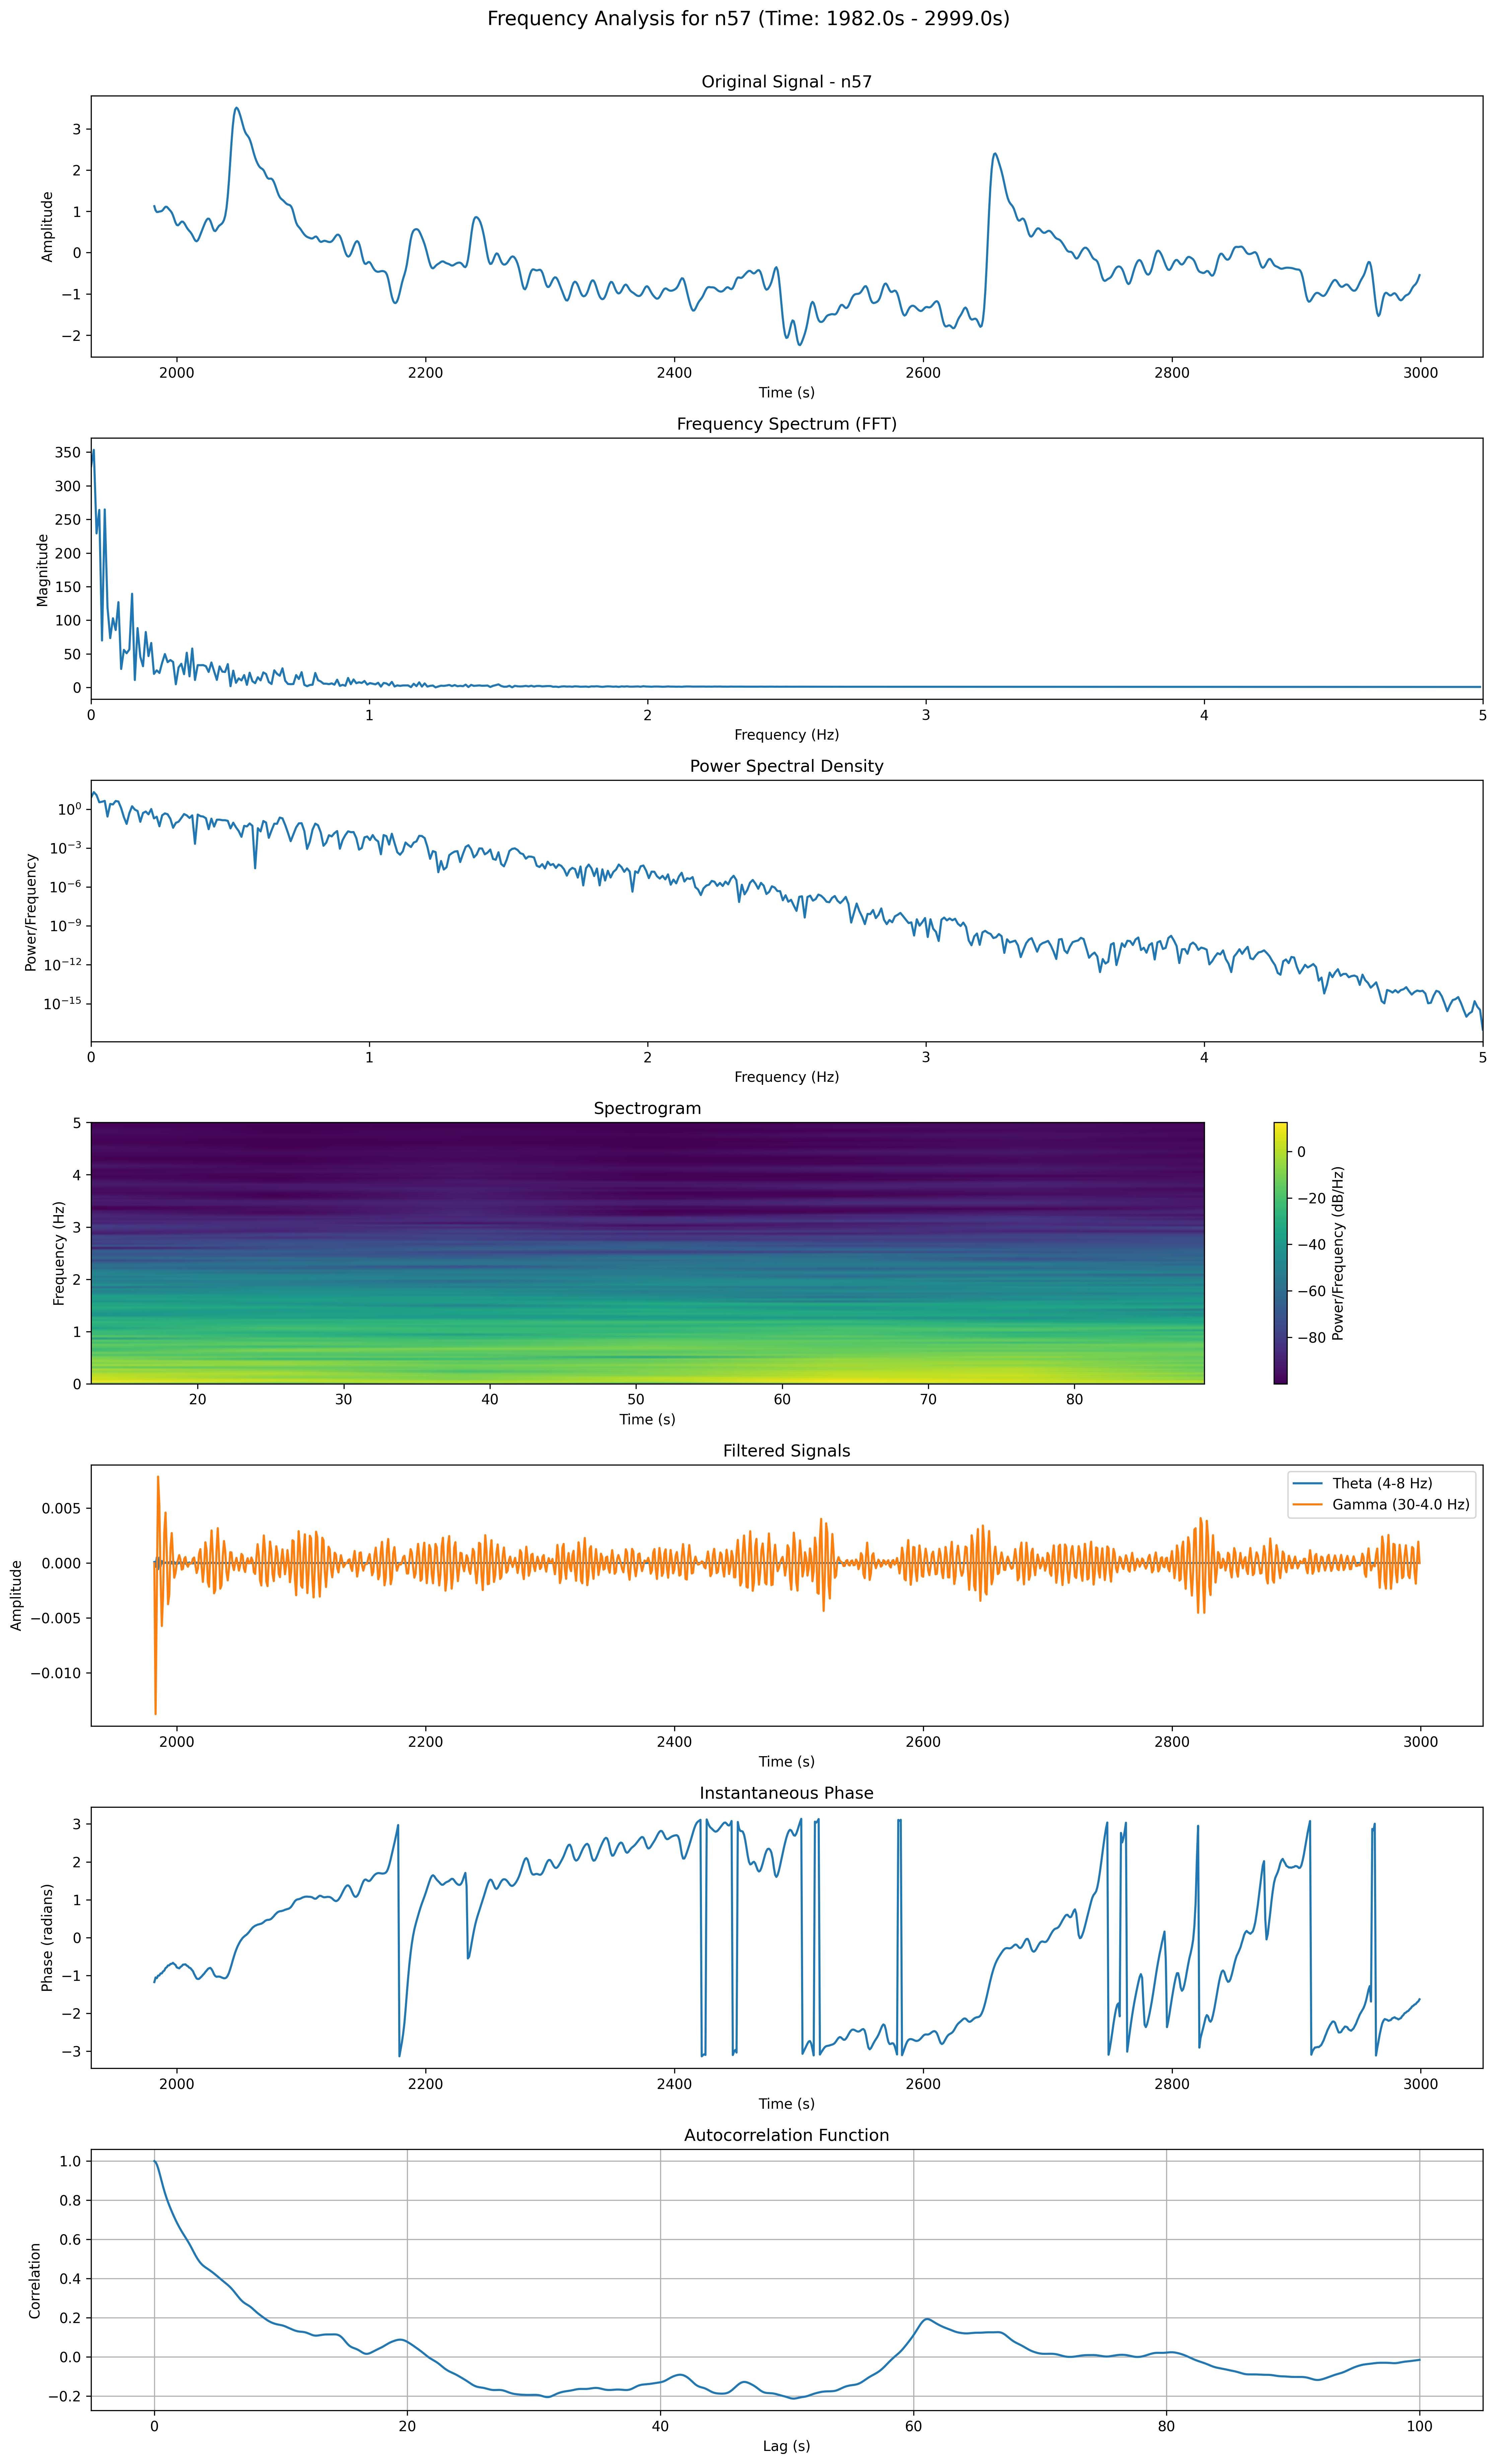 Frequency Analysis for n57 (Time: 1982.0s - 2999.0s)
Original Signal - n57
3
2
1
0
−1
−2
Amplitude
2000 2200 2400 2600 2800 3000
Time (s)
Frequency Spectrum (FFT)
350
300
250
200
150
100
50
0
Magnitude
0 1 2 3 4 5
Frequency (Hz)
Power Spectral Density
10⁰
10⁻³
10⁻⁶
10⁻⁹
10⁻¹²
10⁻¹⁵
Power/Frequency
0 1 2 3 4 5
Frequency (Hz)
Spectrogram
5
4
3
2
1
0
Frequency (Hz)
20 30 40 50 60 70 80
Time (s)
0
−20
−40
−60
−80
Power/Frequency (dB/Hz)
Filtered Signals
Theta (4-8 Hz)
Gamma (30-4.0 Hz)
0.005
0.000
−0.005
−0.010
Amplitude
2000 2200 2400 2600 2800 3000
Time (s)
Instantaneous Phase
3
2
1
0
−1
−2
−3
Phase (radians)
2000 2200 2400 2600 2800 3000
Time (s)
Autocorrelation Function
1.0
0.8
0.6
0.4
0.2
0.0
−0.2
Correlation
0 20 40 60 80 100
Lag (s)